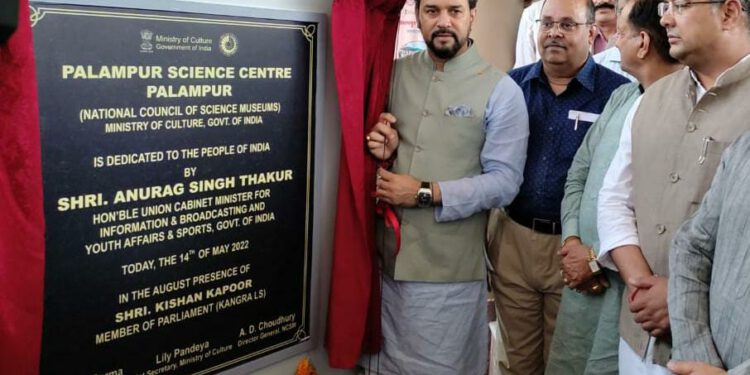 Ministry of Culture
Government of India
PALAMPUR SCIENCE CENTRE
PALAMPUR
(NATIONAL COUNCIL OF SCIENCE MUSEUMS)
MINISTRY OF CULTURE, GOVT. OF INDIA
IS DEDICATED TO THE PEOPLE OF INDIA
BY
SHRI. ANURAG SINGH THAKUR
HON'BLE UNION CABINET MINISTER FOR
INFORMATION & BROADCASTING AND
YOUTH AFFAIRS & SPORTS, GOVT. OF INDIA
TODAY, THE 14TH OF MAY 2022
IN THE AUGUST PRESENCE OF
SHRI. KISHAN KAPOOR
MEMBER OF PARLIAMENT (KANGRA LS)
Lily Pandeya
Secretary, Ministry of Culture
A. D. Choudhury
Director General, NCSM